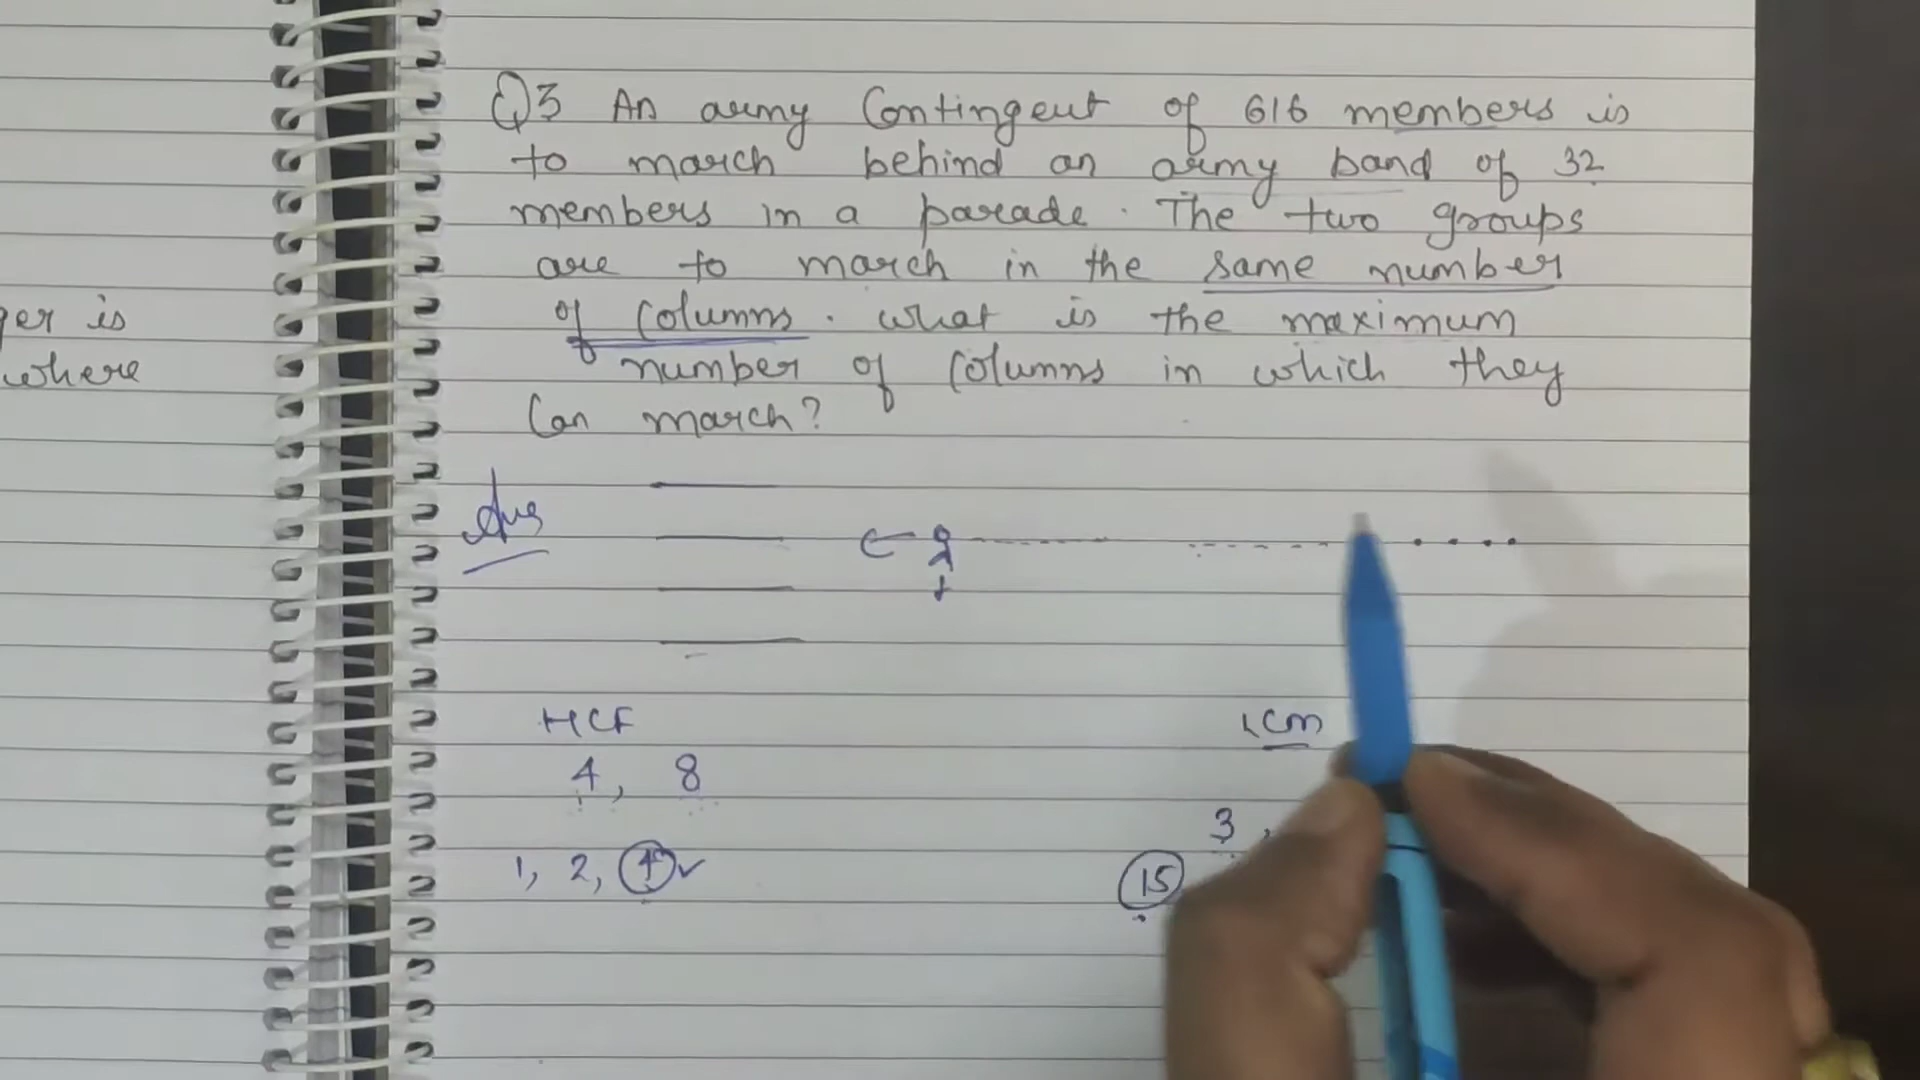 ger is
where
Q3 An army Contingent of 616 members is
to march behind an army band of 32
members in a parade. The two groups
are to march in the same number
of Columns. what is the maximum
number of Columns in which they
Can march?
Ans
HCF
4, 8
1, 2, 4
LCM
3,
15